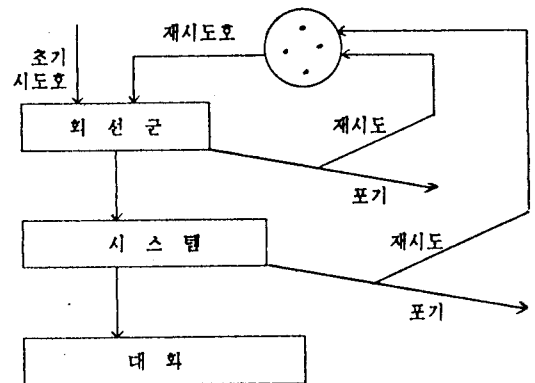 재시도호
초기
시도호
회 선 군
재시도
포기
시 스 템
재시도
포기
대 화